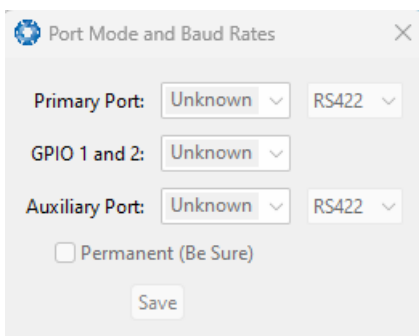 Port Mode and Baud Rates
Primary Port: Unknown RS422
GPIO 1 and 2: Unknown
Auxiliary Port: Unknown RS422
Permanent (Be Sure)
Save